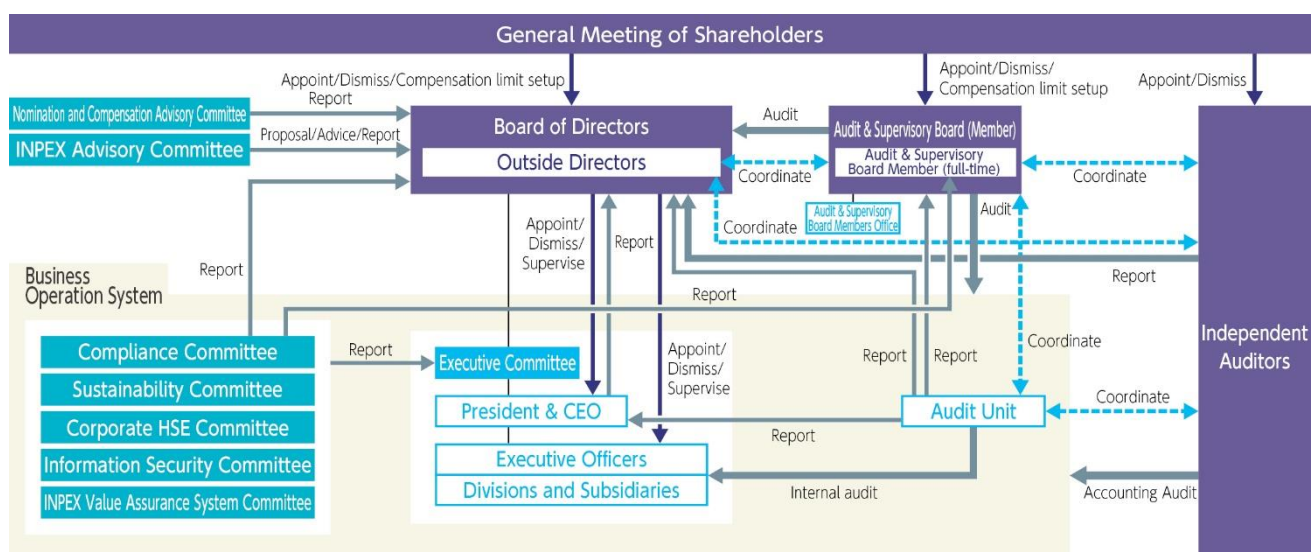 General Meeting of Shareholders
Appoint/Dismiss/Compensation limit setup
Appoint/Dismiss/
Compensation limit setup
Appoint/Dismiss
Nomination and Compensation Advisory Committee
Report
INPEX Advisory Committee
Proposal/Advice/Report
Board of Directors
Outside Directors
Audit
Audit & Supervisory Board (Member)
Audit & Supervisory
Board Member (full-time)
Coordinate
Coordinate
Audit & Supervisory
Board Members Office
Audit
Coordinate
Appoint/
Dismiss/
Supervise
Report
Report
Report
Business
Operation System
Report
Compliance Committee
Sustainability Committee
Corporate HSE Committee
Information Security Committee
INPEX Value Assurance System Committee
Report
Executive Committee
President & CEO
Appoint/
Dismiss/
Supervise
Executive Officers
Divisions and Subsidiaries
Report
Report
Coordinate
Audit Unit
Report
Internal audit
Coordinate
Accounting Audit
Independent
Auditors